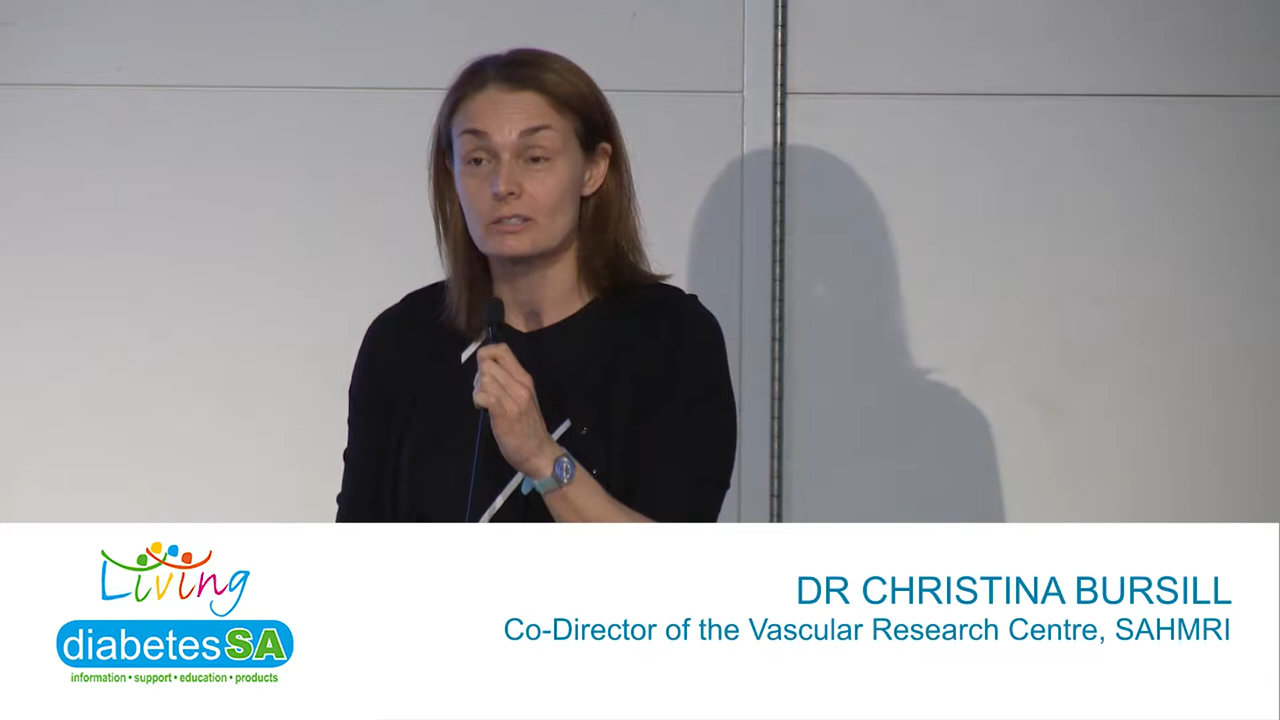 DR CHRISTINA BURSILL
Co-Director of the Vascular Research Centre, SAHMRI
Living
diabetesSA
information • support • education • products